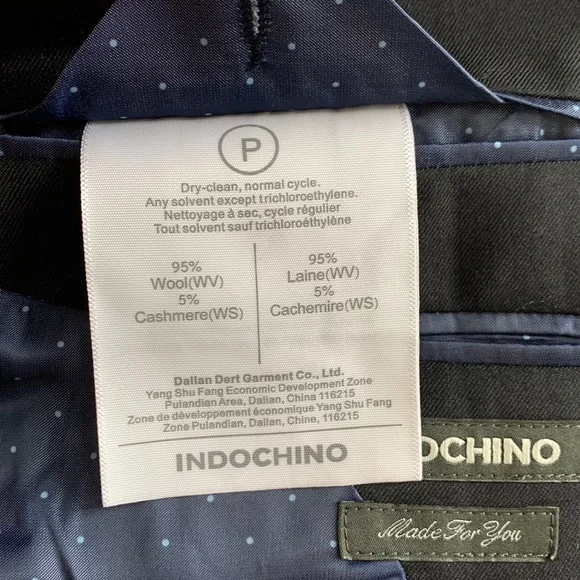 P
Dry-clean, normal cycle.
Any solvent except trichloroethylene.
Nettoyage à sec, cycle régulier
Tout solvent sauf trichloroéthylène
95%
Wool(WV)
5%
Cashmere(WS)
95%
Laine(WV)
5%
Cachemire(WS)
Dalian Dert Garment Co., Ltd.
Yang Shu Fang Economic Development Zone
Pulandian Area, Dalian, China 116215
Zone de développement économique Yang Shu Fang
Zone Pulandian, Dalian, Chine, 116215
INDOCHINO
OCHINO
Made For You